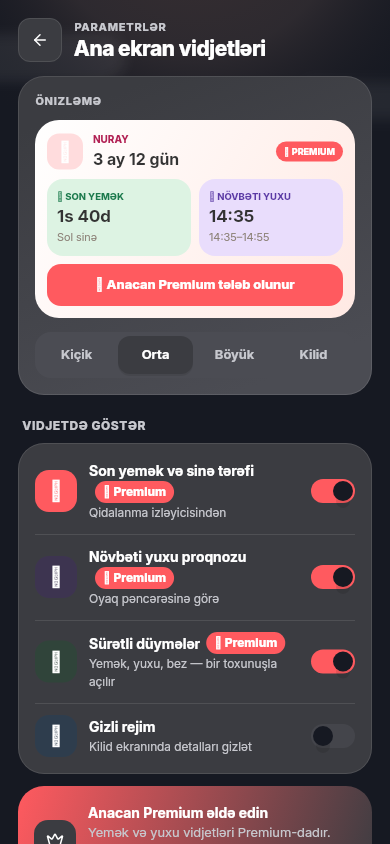 PARAMETRLƏR
Ana ekran vidjetləri
ÖNİZLƏMƏ
NURAY
3 ay 12 gün
PREMIUM
SON YEMƏK
1s 40d
Sol sinə
NÖVBƏTİ YUXU
14:35
14:35–14:55
Anacan Premium tələb olunur
Kiçik Orta Böyük Kilid
VIDJETDƏ GÖSTƏR
Son yemək və sinə tərəfi
Premium
Qidalanma izləyicisindən
Növbəti yuxu proqnozu
Premium
Oyaq pəncərəsinə görə
Sürətli düymələr Premium
Yemək, yuxu, bez — bir toxunuşla
açılır
Gizli rejim
Kilid ekranında detalları gizlət
Anacan Premium əldə edin
Yemək və yuxu vidjetləri Premium-dadır.